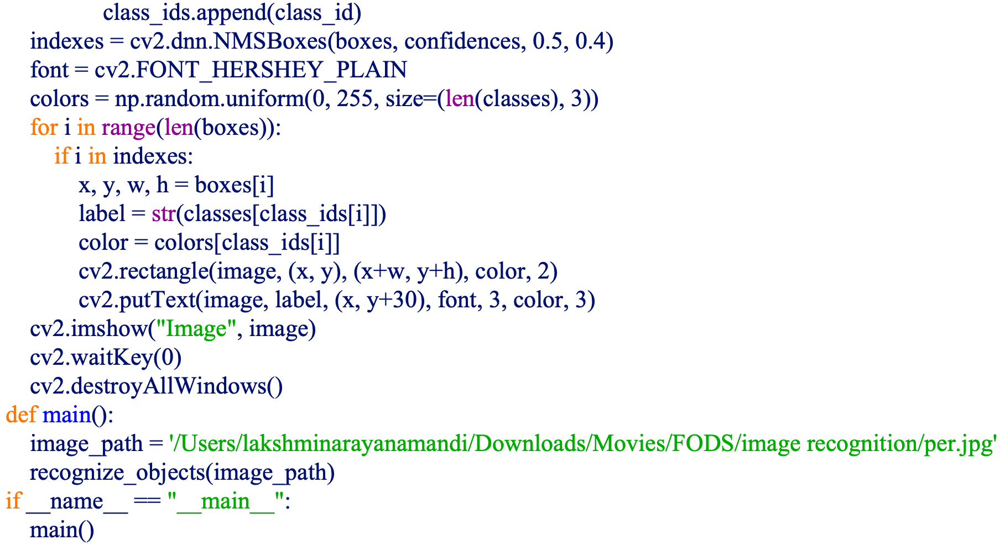 class_ids.append(class_id)
indexes = cv2.dnn.NMSBoxes(boxes, confidences, 0.5, 0.4)
font = cv2.FONT_HERSHEY_PLAIN
colors = np.random.uniform(0, 255, size=(len(classes), 3))
for i in range(len(boxes)):
if i in indexes:
x, y, w, h = boxes[i]
label = str(classes[class_ids[i]])
color = colors[class_ids[i]]
cv2.rectangle(image, (x, y), (x+w, y+h), color, 2)
cv2.putText(image, label, (x, y+30), font, 3, color, 3)
cv2.imshow("Image", image)
cv2.waitKey(0)
cv2.destroyAllWindows()
def main():
image_path = '/Users/lakshminarayanamandi/Downloads/Movies/FODS/image recognition/per.jpg'
recognize_objects(image_path)
if __name__ == "__main__":
main()